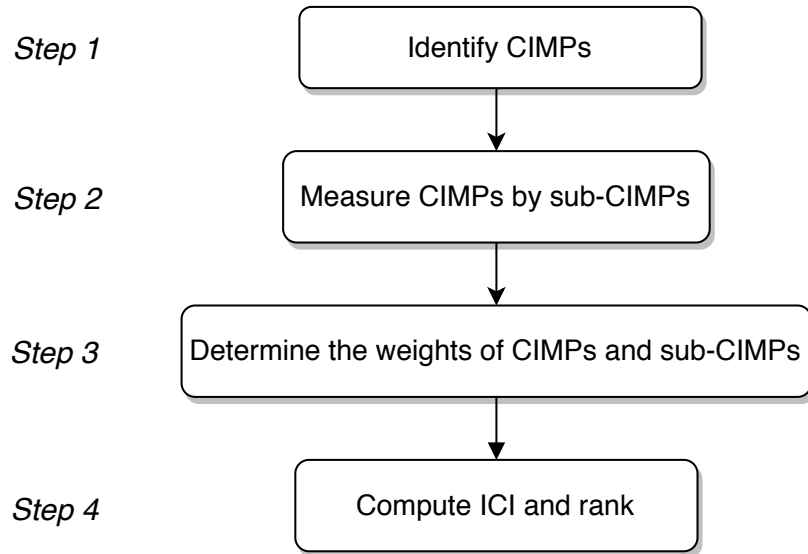 Step 1
Identify CIMPs
Step 2
Measure CIMPs by sub-CIMPs
Step 3
Determine the weights of CIMPs and sub-CIMPs
Step 4
Compute ICI and rank